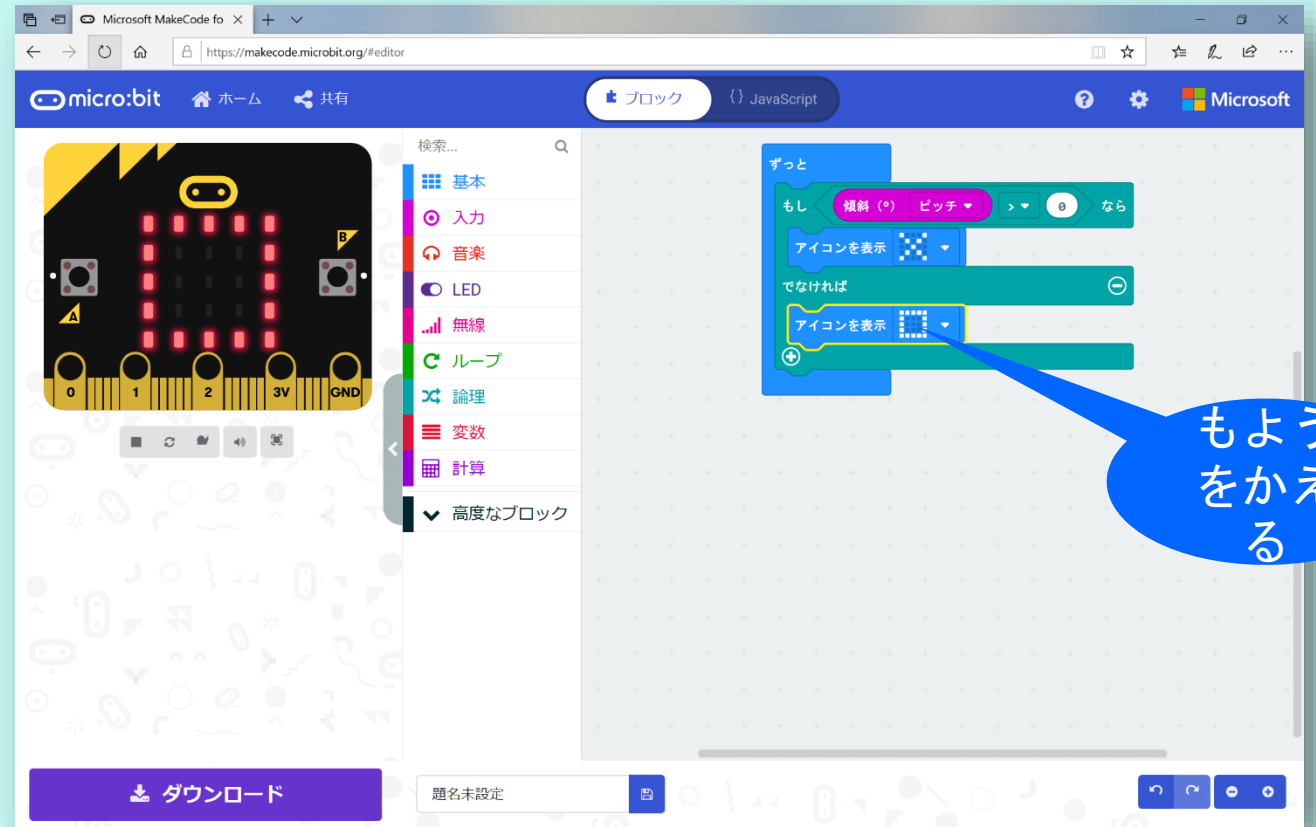 Microsoft MakeCode fo
https://makecode.microbit.org/#editor
micro:bit
ホーム
共有
ブロック
{} JavaScript
Microsoft
検索...
基本
入力
音楽
LED
無線
ループ
論理
変数
計算
高度なブロック
A
B
0
1
2
3V
GND
ずっと
もし 傾斜 (°) ピッチ > 0 なら
アイコンを表示
でなければ
アイコンを表示
もよう
をかえ
る
ダウンロード
題名未設定